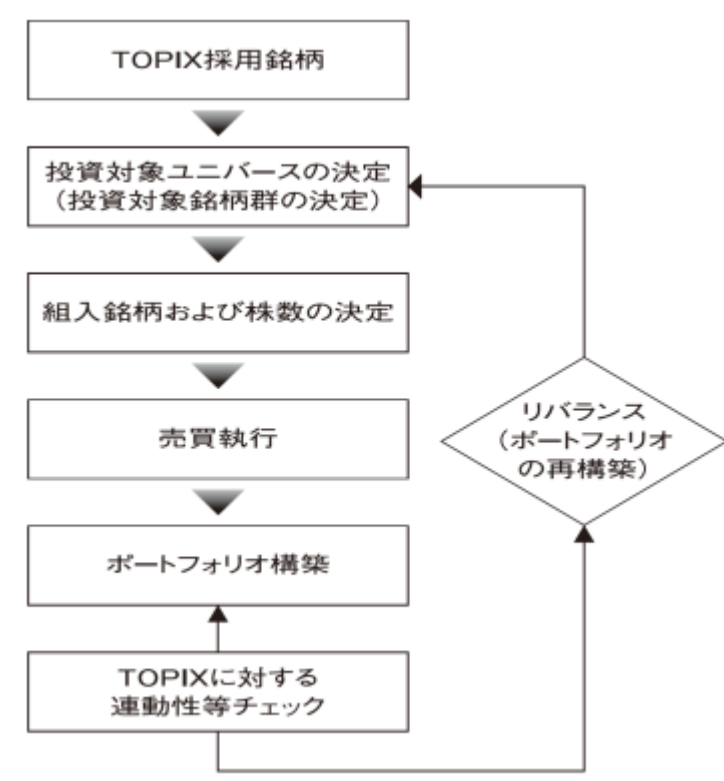 TOPIX採用銘柄
投資対象ユニバースの決定
（投資対象銘柄群の決定）
組入銘柄および株数の決定
売買執行
ポートフォリオ構築
TOPIXに対する
連動性等チェック
リバランス
（ポートフォリオ
の再構築）